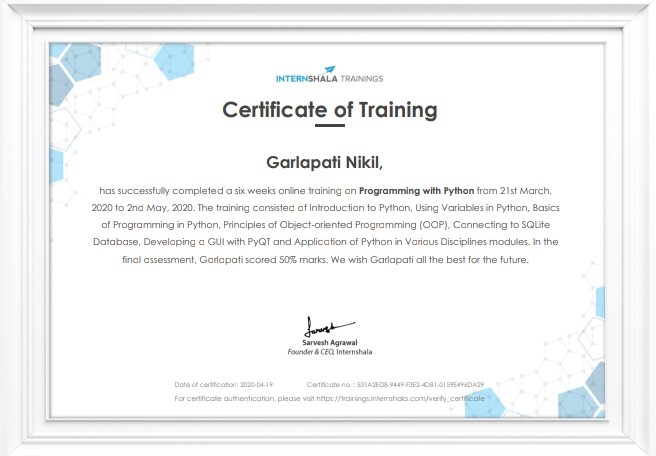 INTERNSHALA TRAININGS
Certificate of Training
Garlapati Nikil,
has successfully completed a six weeks online training on Programming with Python from 21st March,
2020 to 2nd May, 2020. The training consisted of Introduction to Python, Using Variables in Python, Basics
of Programming in Python, Principles of Object-oriented Programming (OOP), Connecting to SQLite
Database, Developing a GUI with PyQT and Application of Python in Various Disciplines modules. In the
final assessment, Garlapati scored 50% marks. We wish Garlapati all the best for the future.
Sarvesh Agrawal
Founder & CEO, Internshala
Date of certification: 2020-04-19 Certificate no. : 531A2ED8-9449-F3E2-4DB1-0159E496DA29
For certificate authentication, please visit https://trainings.internshala.com/verify_certificate